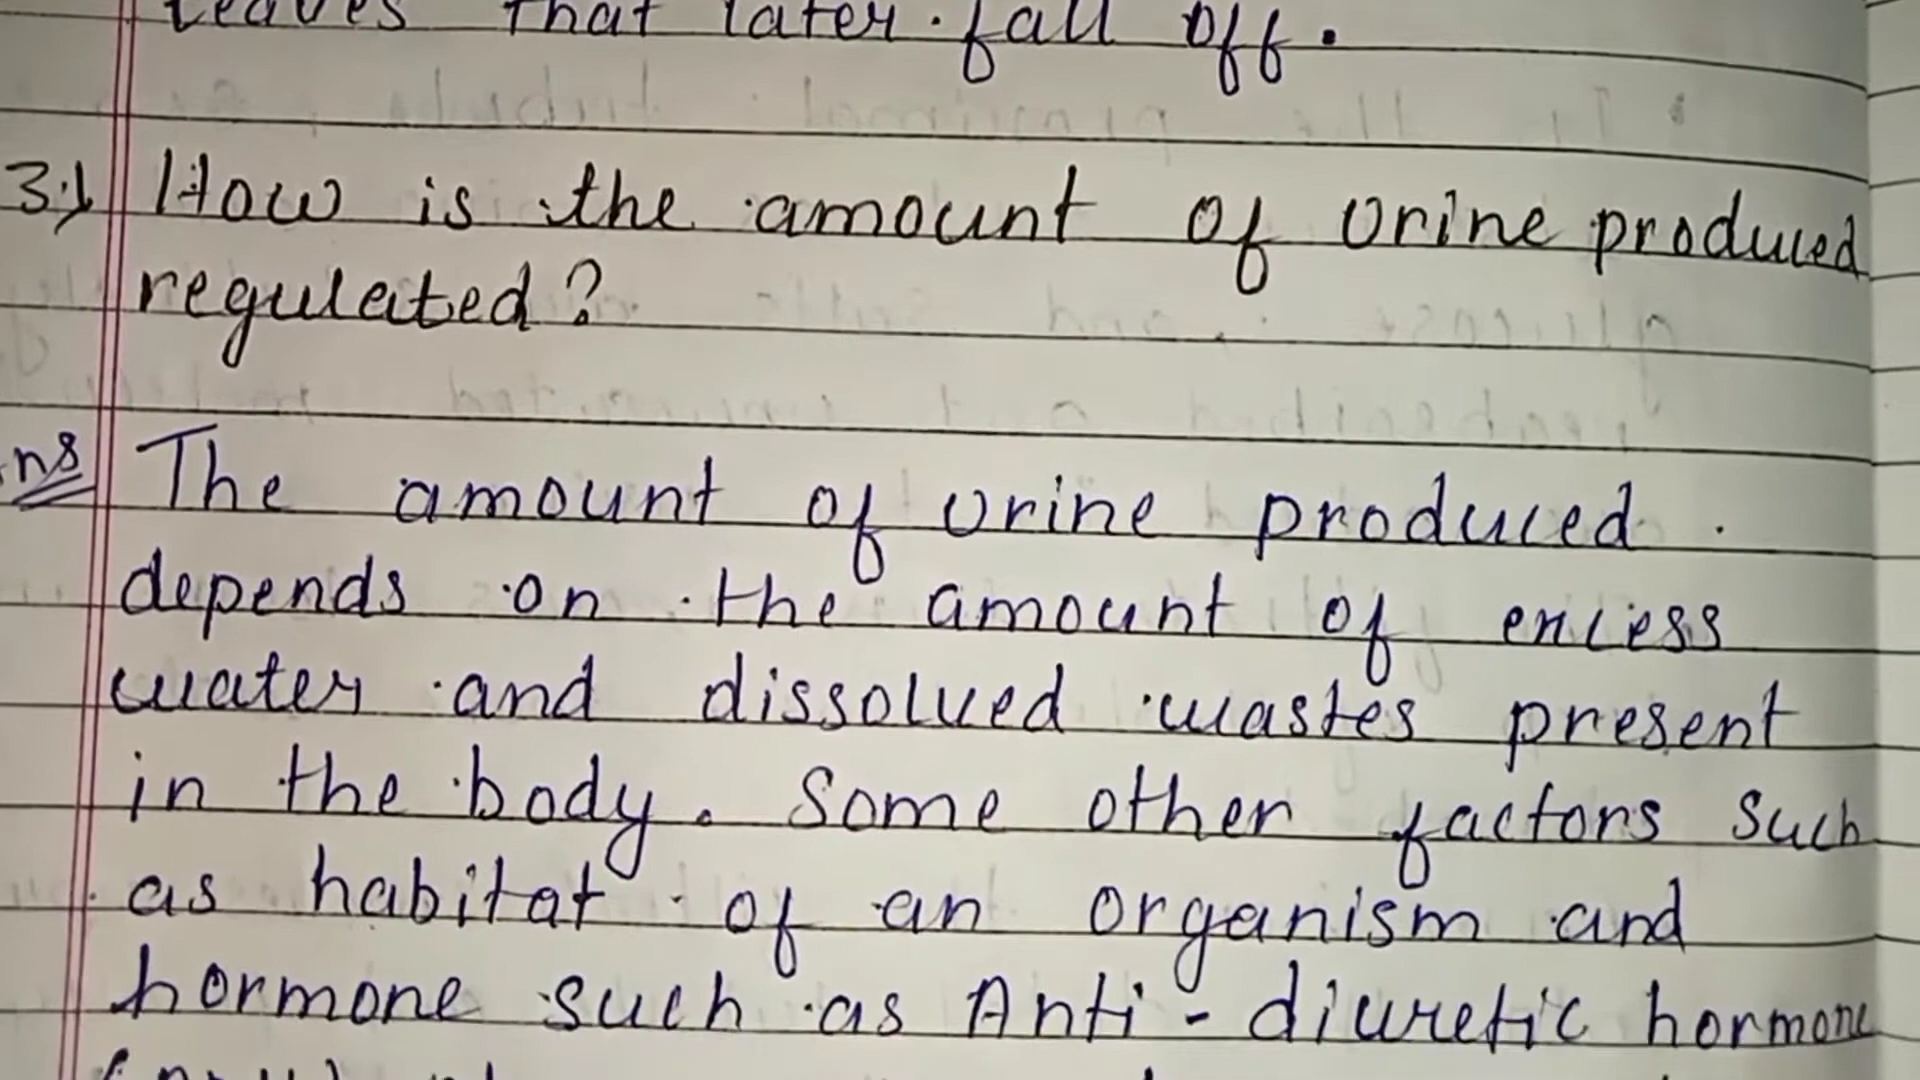 leaves that later fall off.
3.) How is the amount of urine produced
regulated?
Ans The amount of urine produced
depends on the amount of excess
water and dissolved wastes present
in the body. Some other factors such
as habitat of an organism and
hormone such as Anti-diuretic hormone